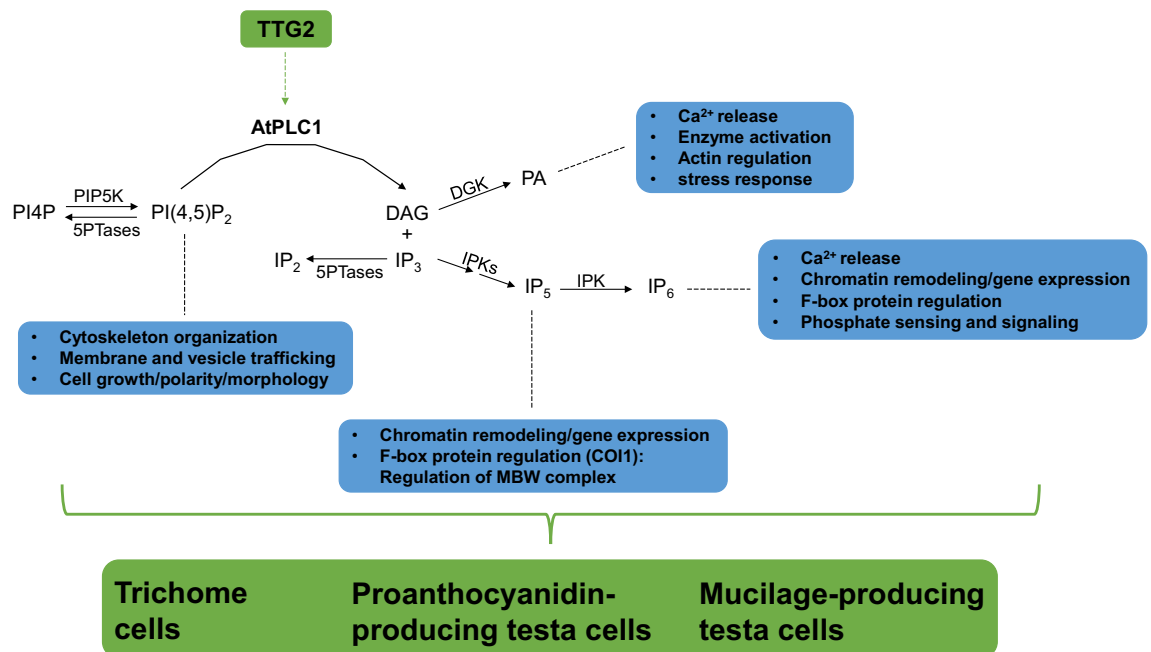 TTG2
AtPLC1
PI4P
PIP5K
5PTases
PI(4,5)P₂
DAG
+
IP₃
DGK
PA
• Ca²⁺ release
• Enzyme activation
• Actin regulation
• stress response
IP₂
5PTases
IPKs
IP₅
IPK
IP₆
• Ca²⁺ release
• Chromatin remodeling/gene expression
• F-box protein regulation
• Phosphate sensing and signaling
• Cytoskeleton organization
• Membrane and vesicle trafficking
• Cell growth/polarity/morphology
• Chromatin remodeling/gene expression
• F-box protein regulation (COI1):
Regulation of MBW complex
Trichome
cells
Proanthocyanidin-
producing testa cells
Mucilage-producing
testa cells